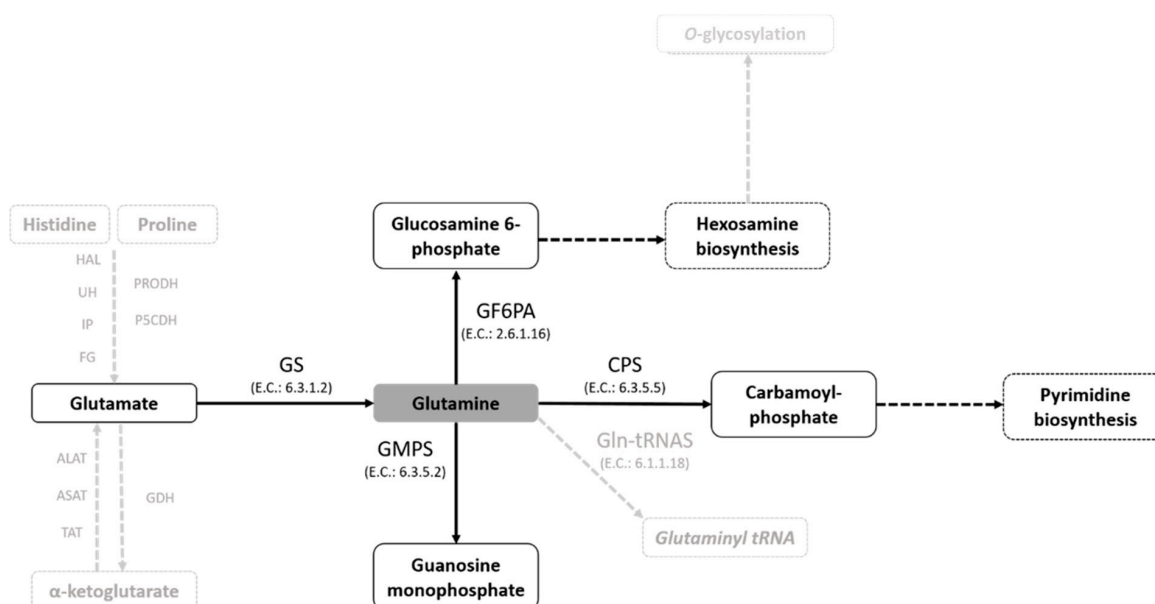 O-glycosylation
Histidine
Proline
Glucosamine 6-
phosphate
Hexosamine
biosynthesis
HAL
UH
IP
FG
PRODH
P5CDH
GF6PA
(E.C.: 2.6.1.16)
GS
(E.C.: 6.3.1.2)
CPS
(E.C.: 6.3.5.5)
Glutamate
Glutamine
Carbamoyl-
phosphate
Pyrimidine
biosynthesis
GMPS
(E.C.: 6.3.5.2)
Gln-tRNAS
(E.C.: 6.1.1.18)
ALAT
ASAT
TAT
GDH
Glutaminyl tRNA
α-ketoglutarate
Guanosine
monophosphate